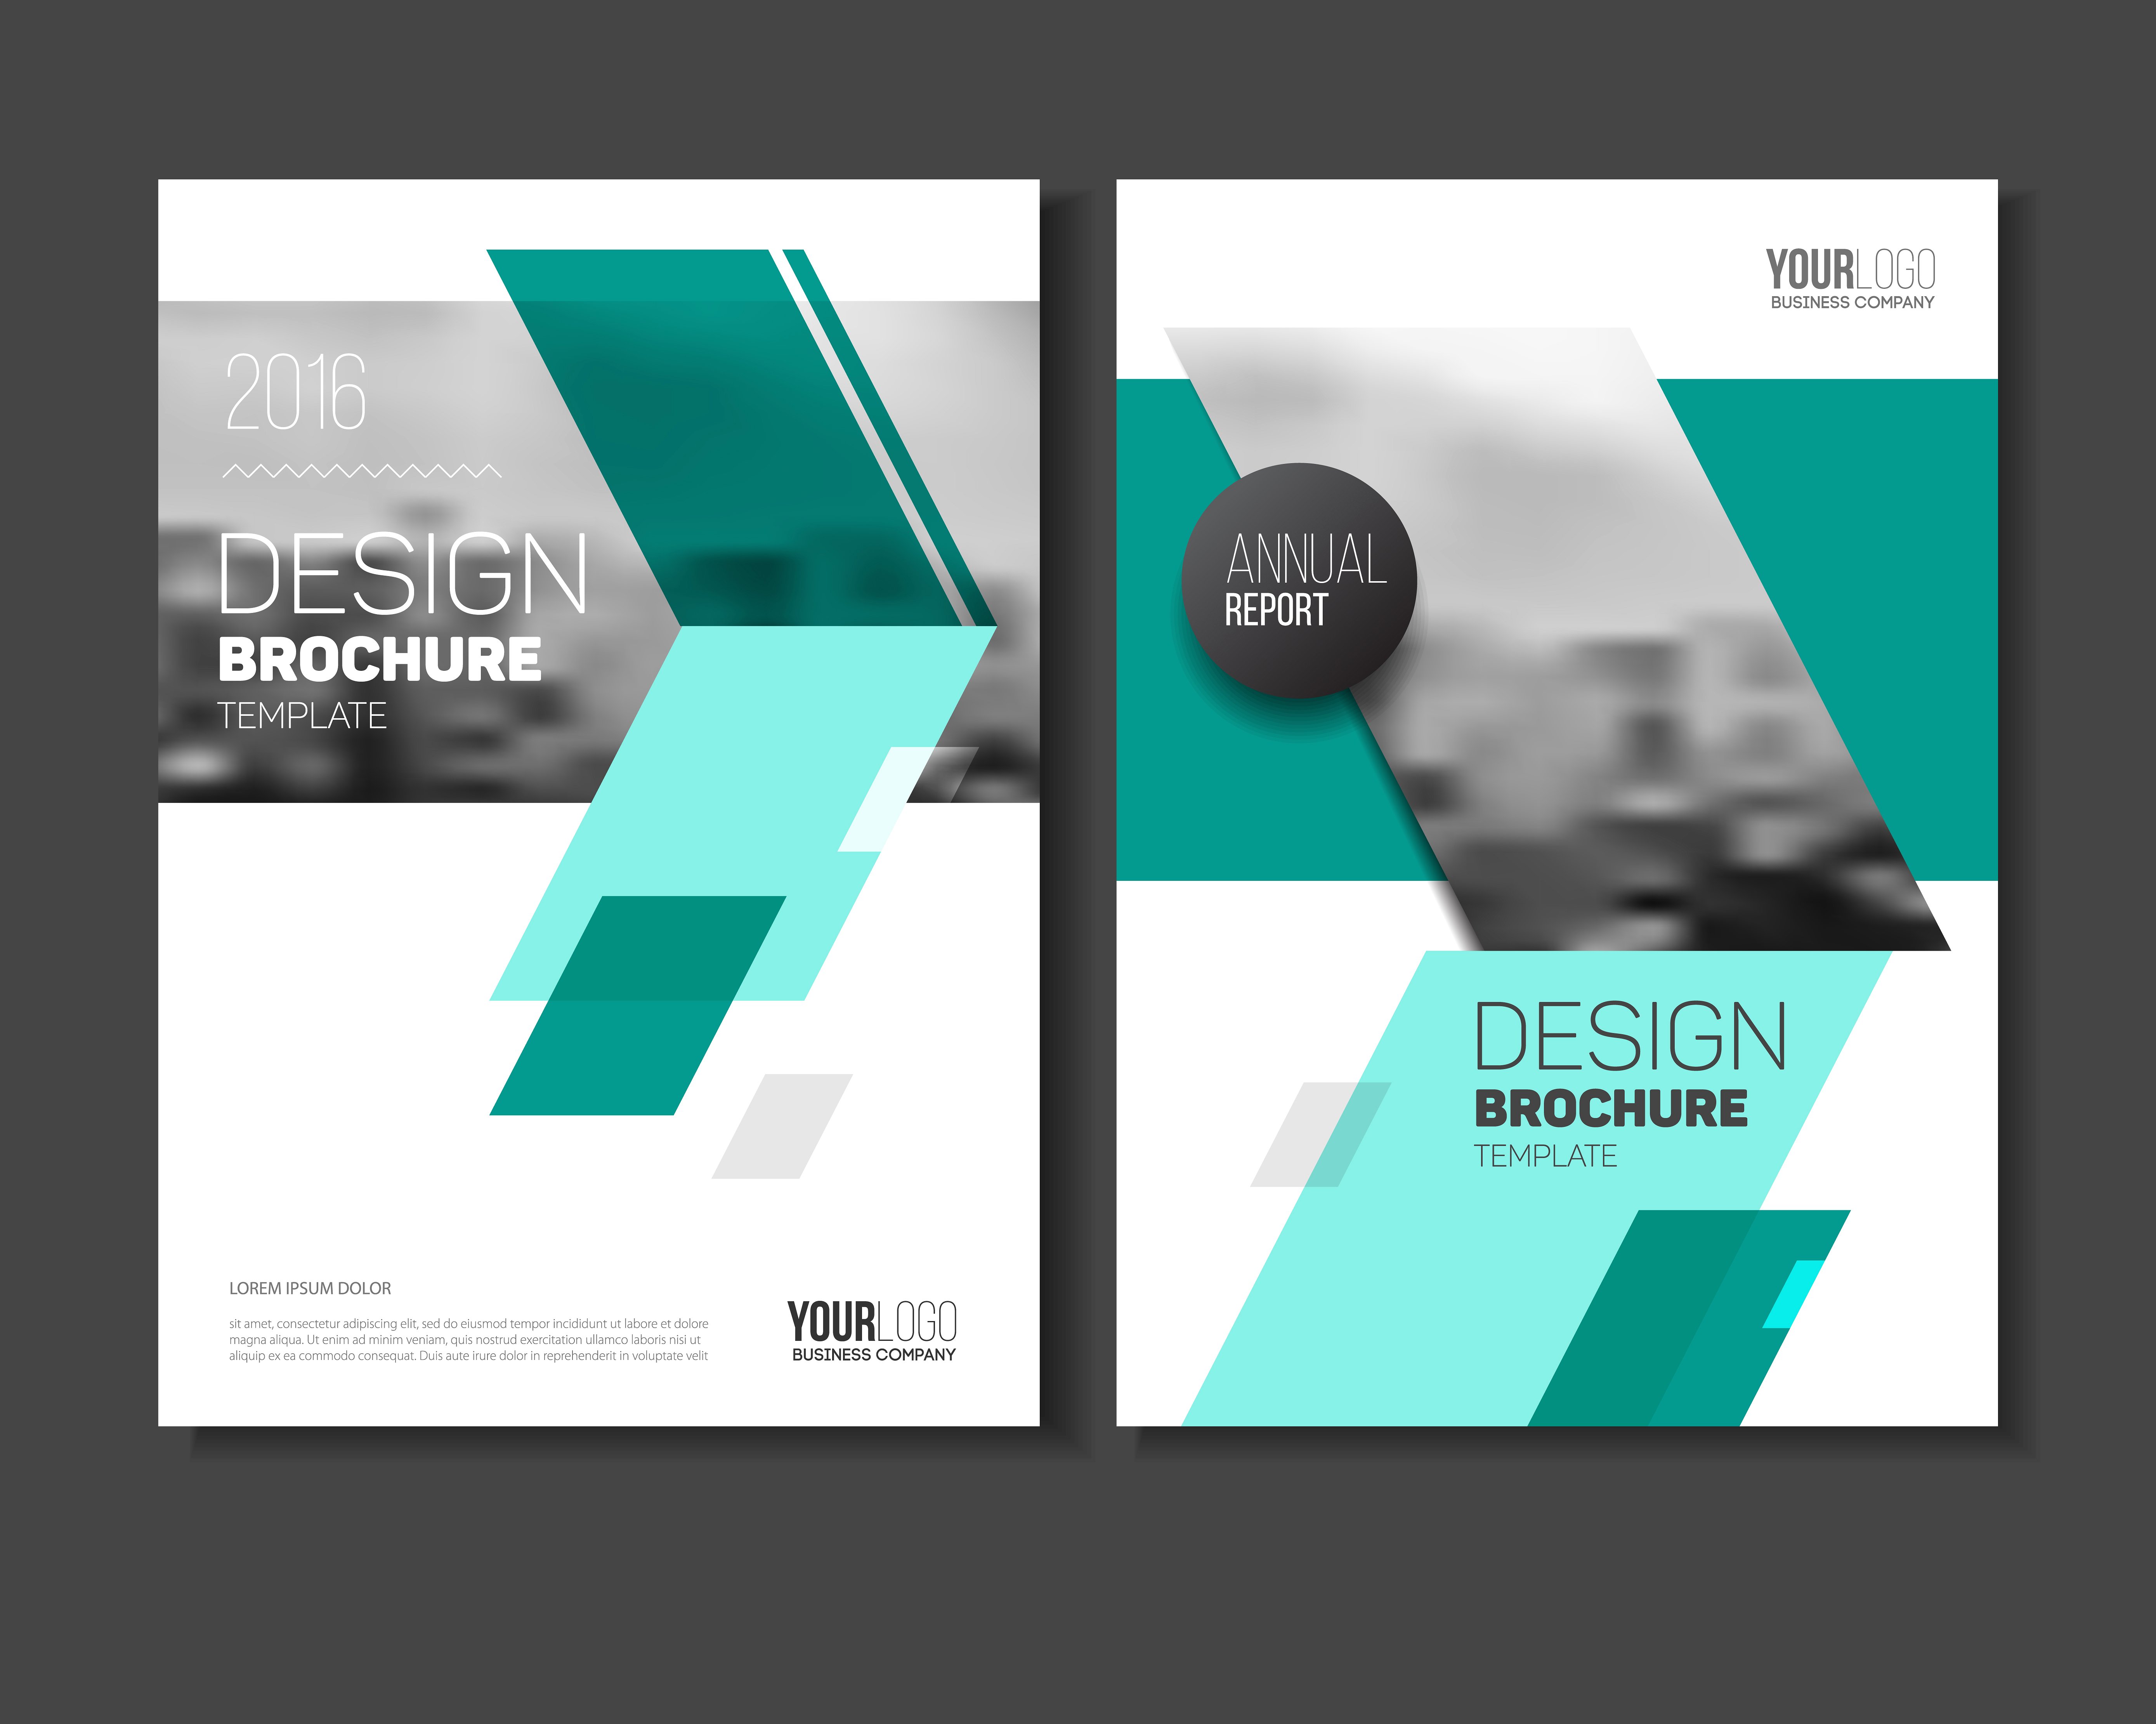 2016
DESIGN
BROCHURE
TEMPLATE
LOREM IPSUM DOLOR
sit amet, consectetur adipiscing elit, sed do eiusmod tempor incididunt ut labore et dolore
magna aliqua. Ut enim ad minim veniam, quis nostrud exercitation ullamco laboris nisi ut
aliquip ex ea commodo consequat. Duis aute irure dolor in reprehenderit in voluptate velit
YOURLOGO
BUSINESS COMPANY
YOURLOGO
BUSINESS COMPANY
ANNUAL
REPORT
DESIGN
BROCHURE
TEMPLATE